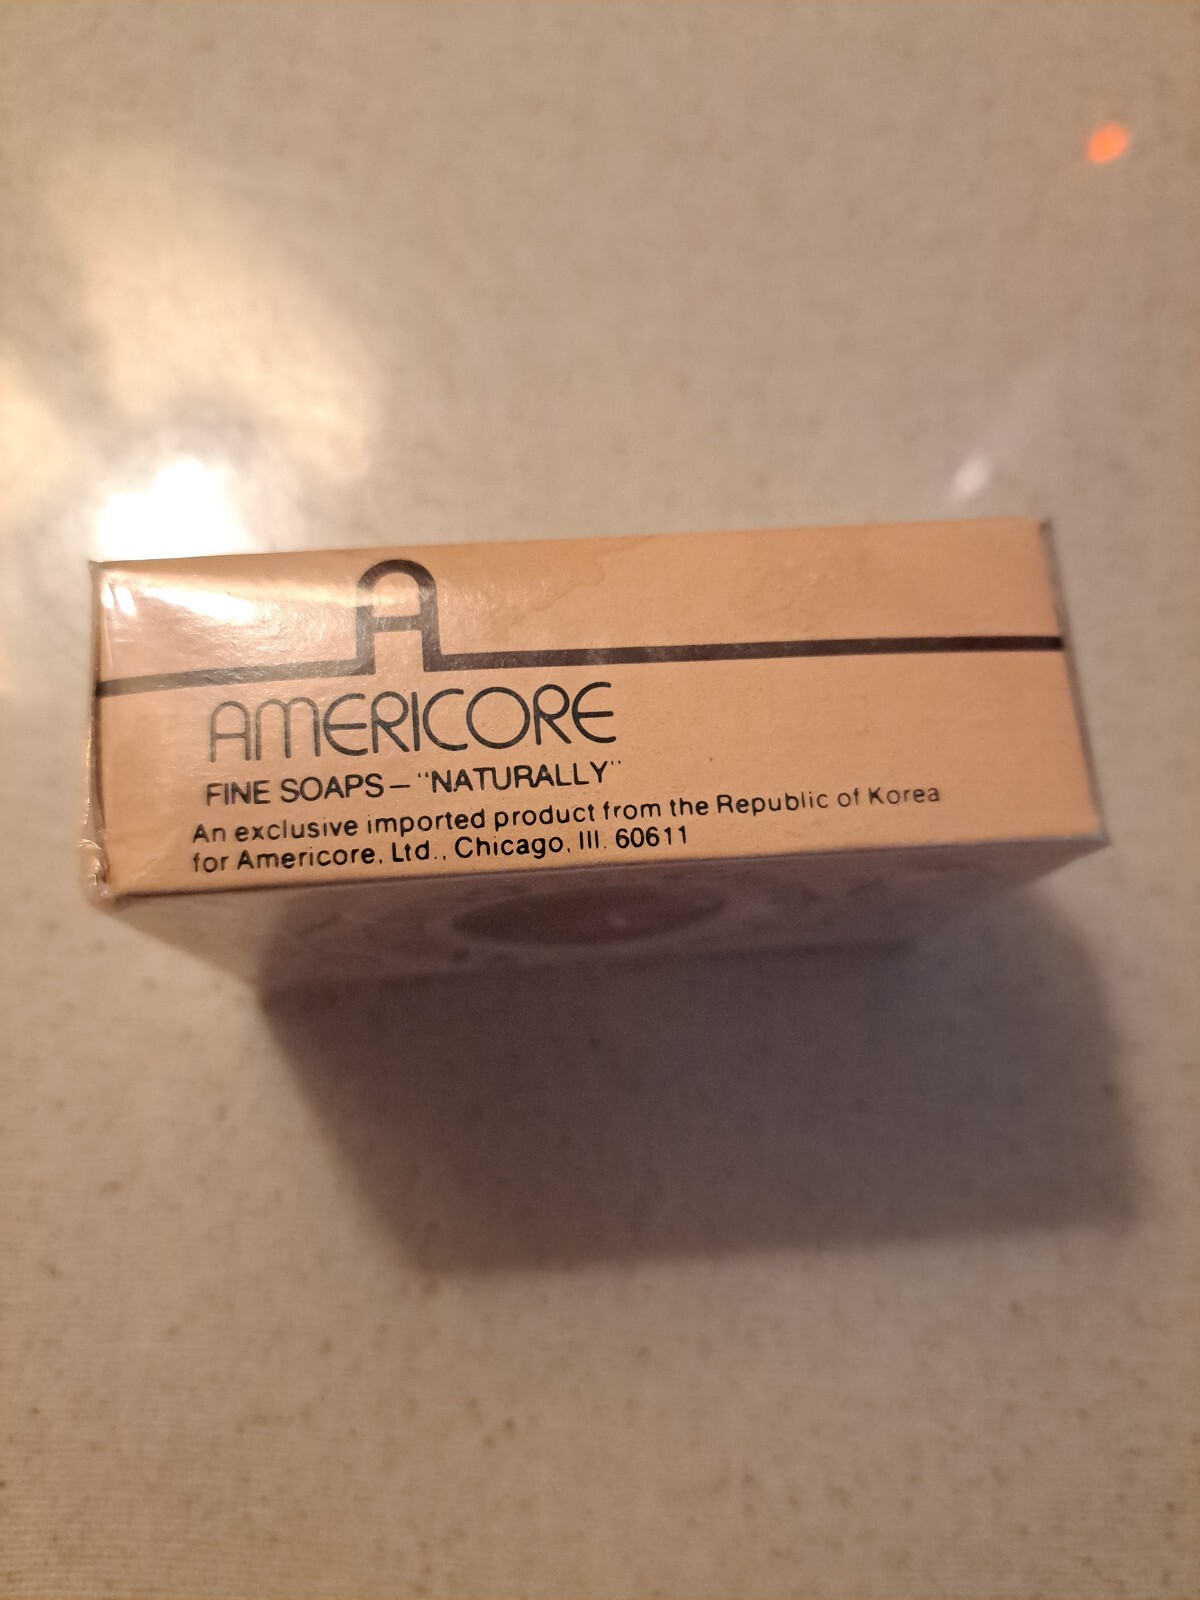 A
AMERICORE
FINE SOAPS – "NATURALLY"
An exclusive imported product from the Republic of Korea
for Americore, Ltd., Chicago, Ill. 60611